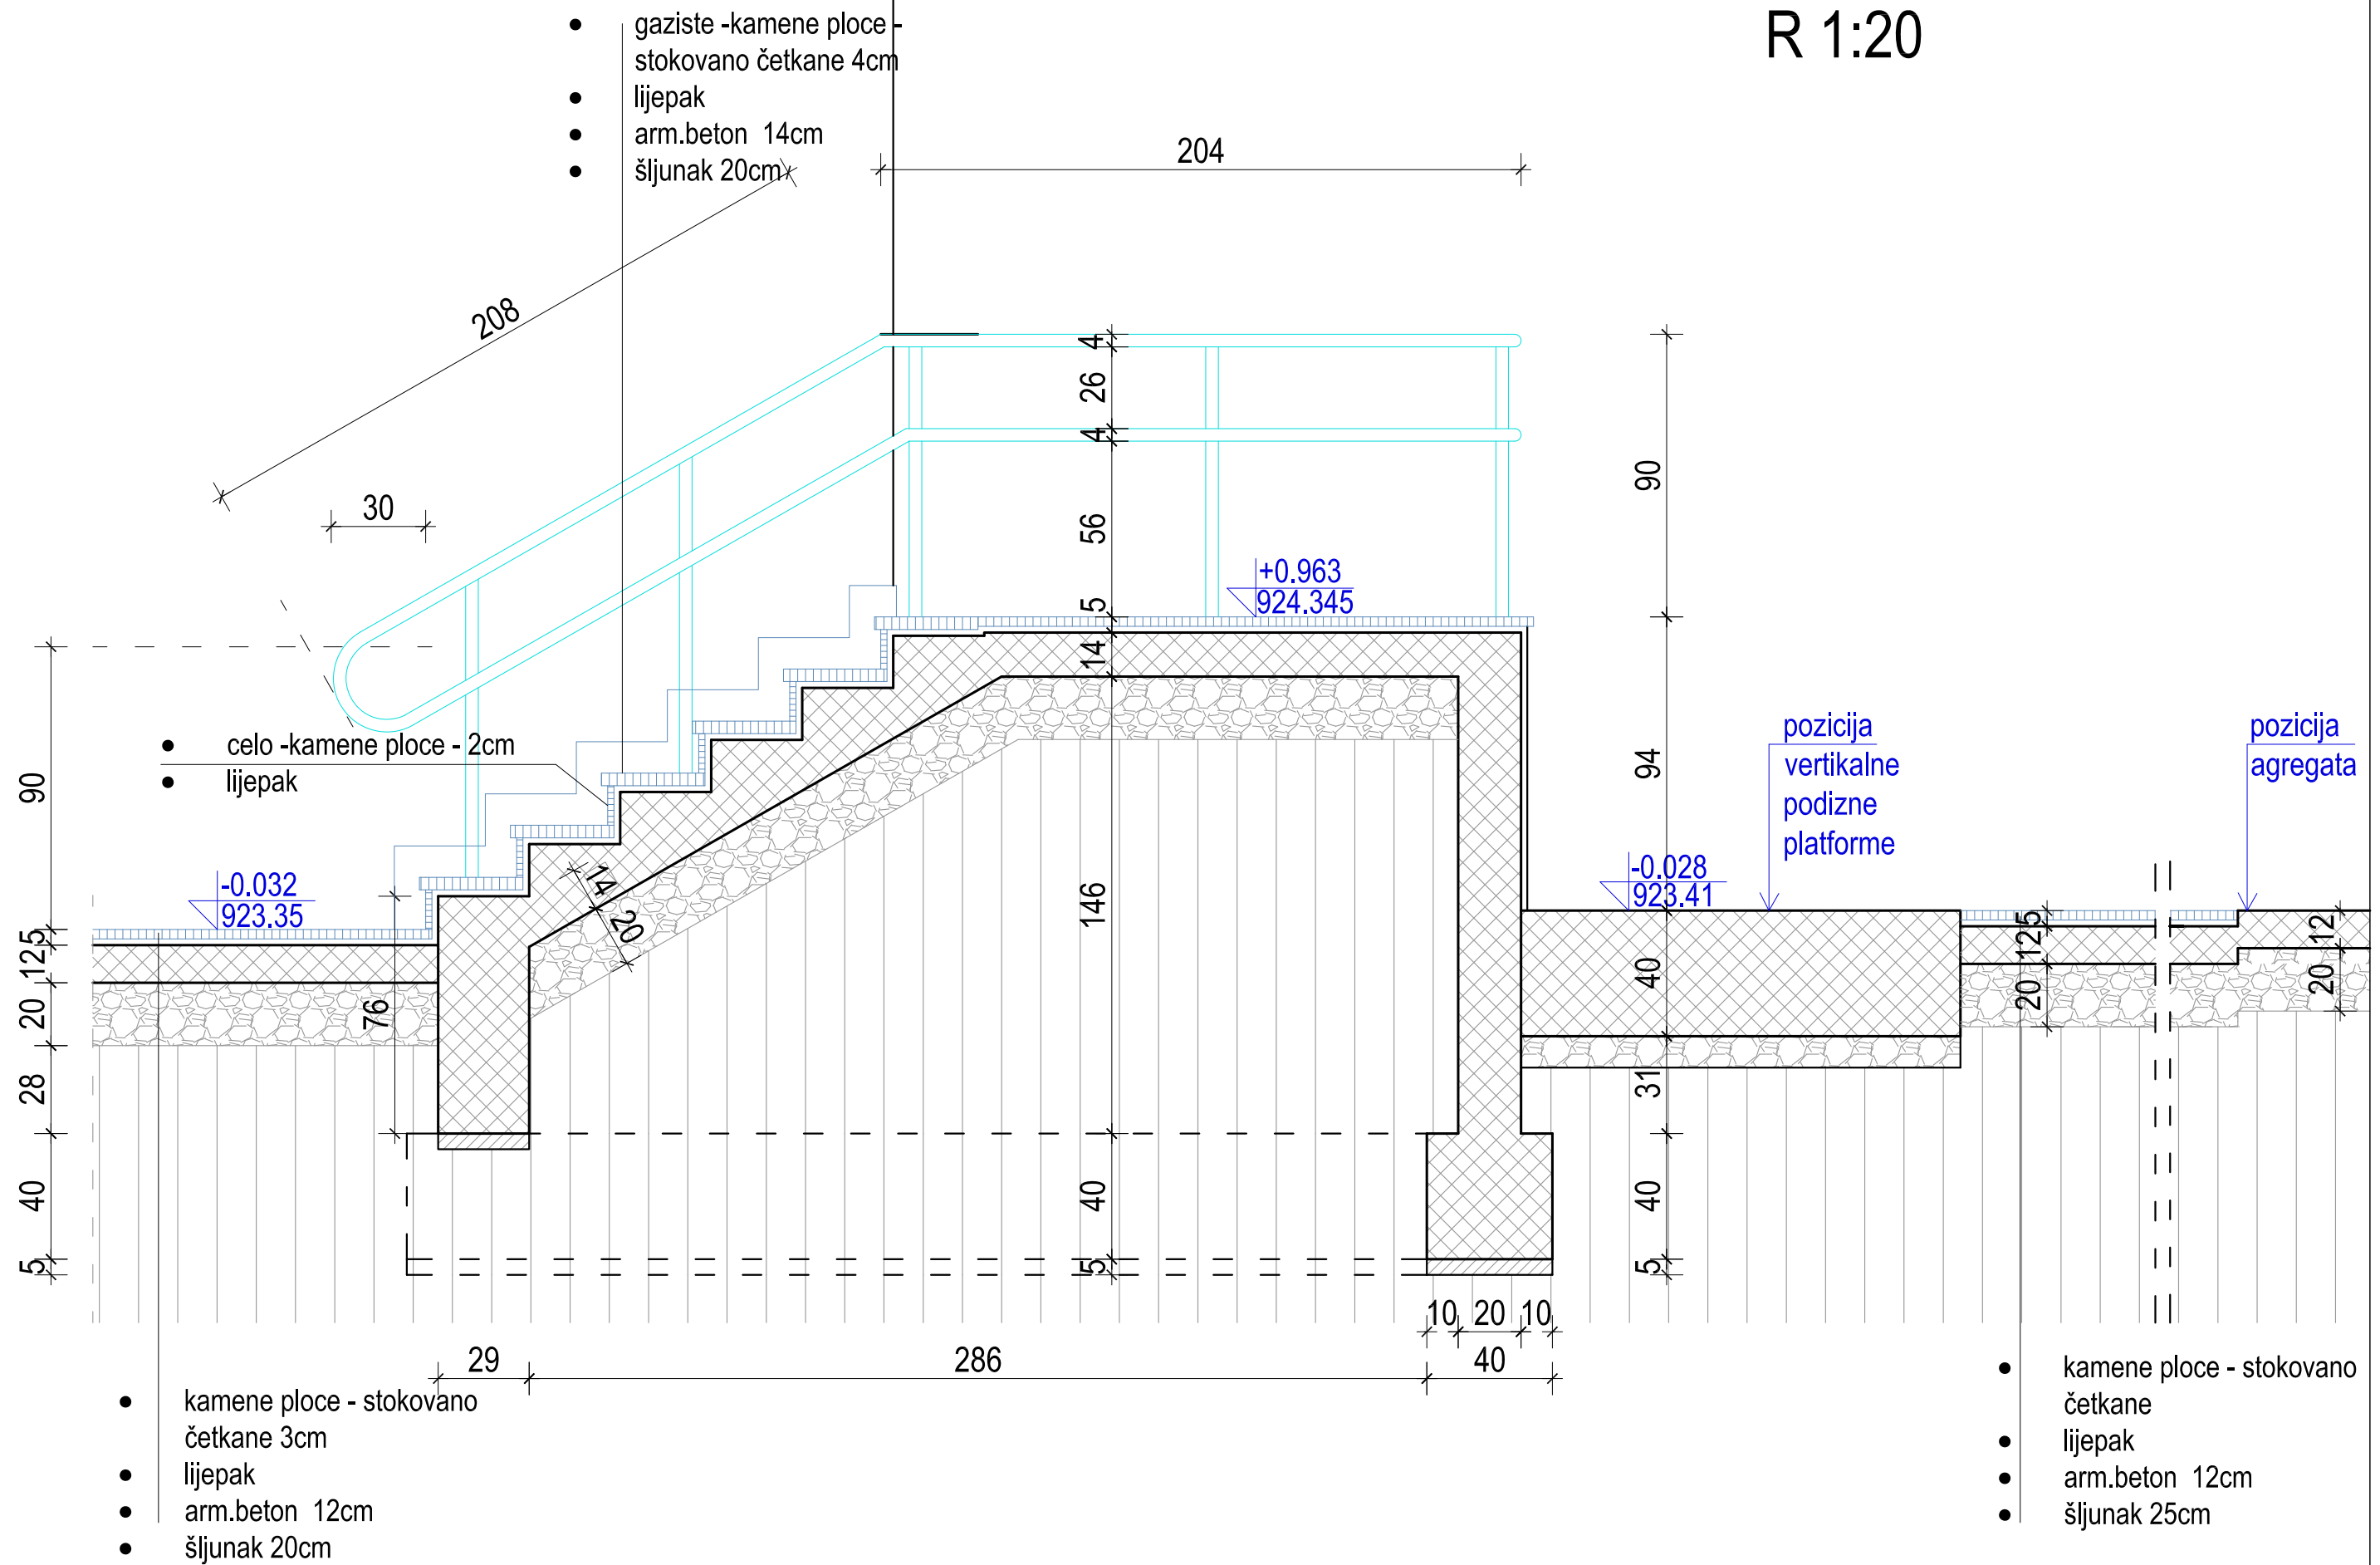 R 1:20
● gaziste -kamene ploce -
stokovano četkane 4cm
● lijepak
● arm.beton 14cm
● šljunak 20cm
204
208
30
4
26
4
56
5
14
146
40
5
90
94
40
31
40
5
+0.963
924.345
● celo -kamene ploce - 2cm
● lijepak
-0.032
923.35
90
5
12
20
28
40
5
76
14
20
-0.028
923.41
pozicija
vertikalne
podizne
platforme
pozicija
agregata
5
12
20
12
20
10 20 10
29
286
40
● kamene ploce - stokovano
četkane 3cm
● lijepak
● arm.beton 12cm
● šljunak 20cm
● kamene ploce - stokovano
četkane
● lijepak
● arm.beton 12cm
● šljunak 25cm